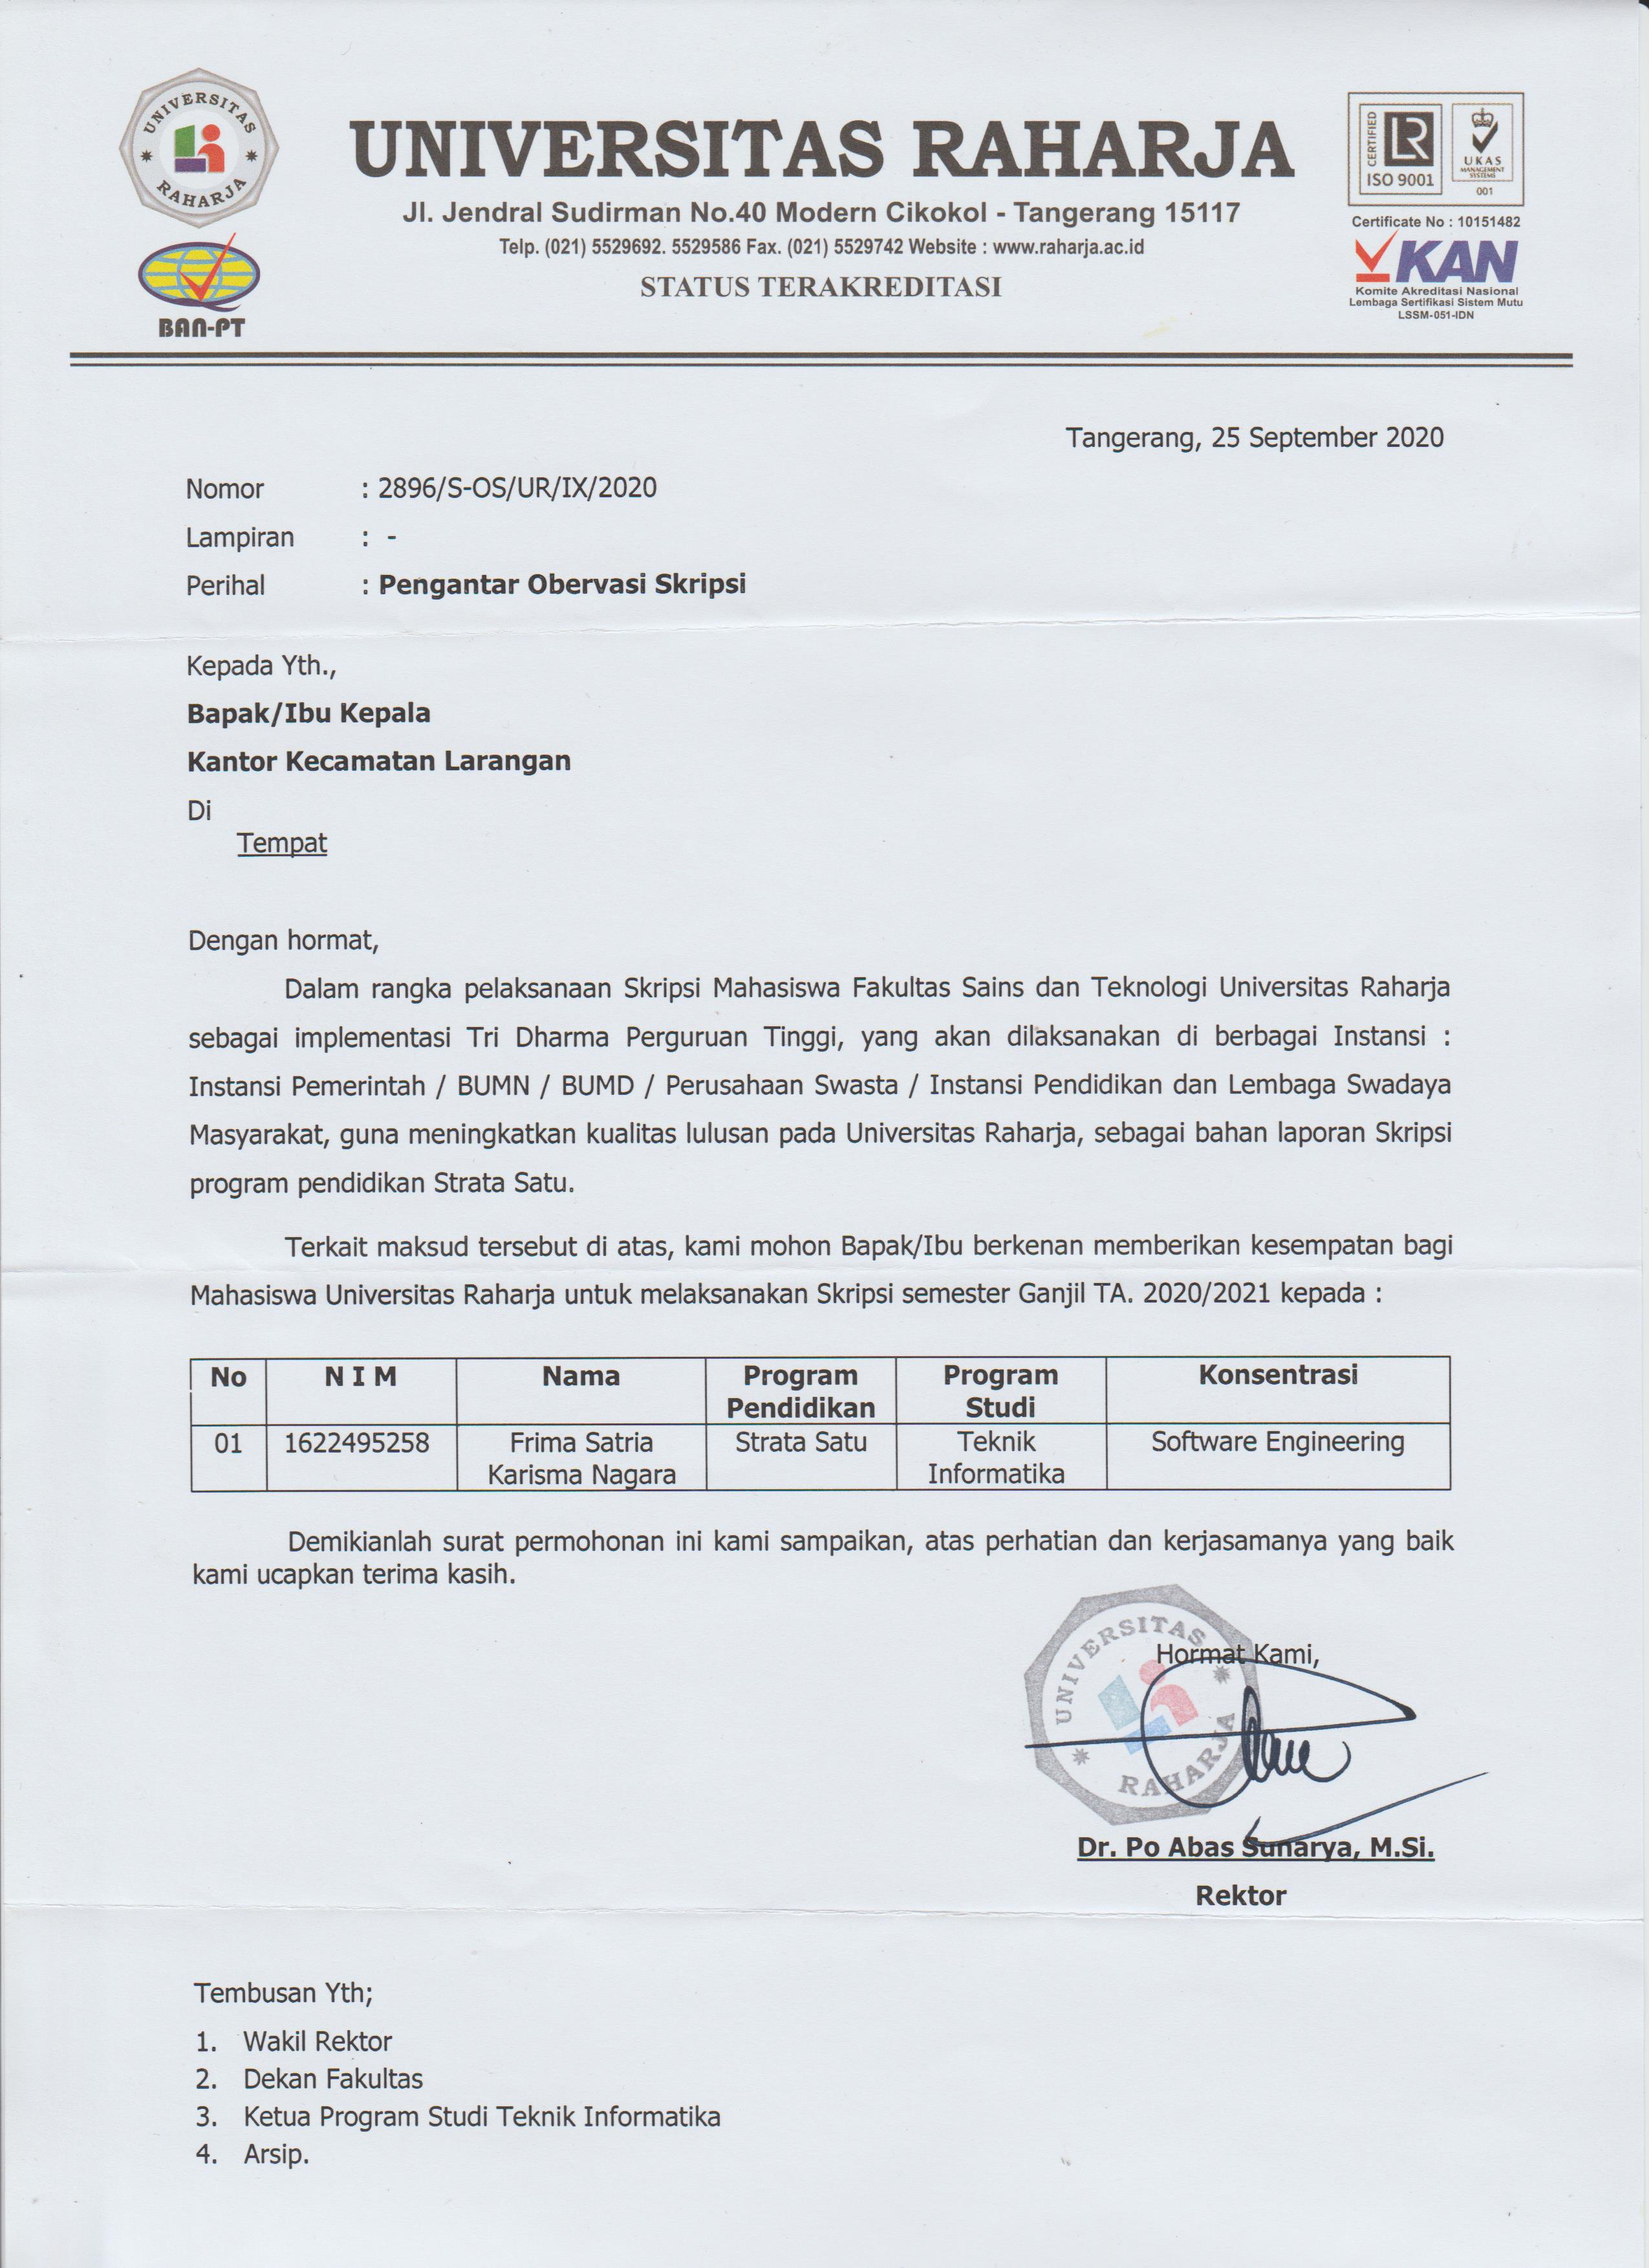 UNIVERSITAS RAHARJA
BAN-PT
UNIVERSITAS RAHARJA
Jl. Jendral Sudirman No.40 Modern Cikokol - Tangerang 15117
Telp. (021) 5529692. 5529586 Fax. (021) 5529742 Website : www.raharja.ac.id
STATUS TERAKREDITASI
CERTIFIED
LR
ISO 9001
UKAS
MANAGEMENT
SYSTEMS
001
Certificate No : 10151482
KAN
Komite Akreditasi Nasional
Lembaga Sertifikasi Sistem Mutu
LSSM-051-IDN
Tangerang, 25 September 2020
Nomor : 2896/S-OS/UR/IX/2020
Lampiran : -
Perihal : Pengantar Obervasi Skripsi
Kepada Yth.,
Bapak/Ibu Kepala
Kantor Kecamatan Larangan
Di
Tempat
Dengan hormat,
Dalam rangka pelaksanaan Skripsi Mahasiswa Fakultas Sains dan Teknologi Universitas Raharja
sebagai implementasi Tri Dharma Perguruan Tinggi, yang akan dilaksanakan di berbagai Instansi :
Instansi Pemerintah / BUMN / BUMD / Perusahaan Swasta / Instansi Pendidikan dan Lembaga Swadaya
Masyarakat, guna meningkatkan kualitas lulusan pada Universitas Raharja, sebagai bahan laporan Skripsi
program pendidikan Strata Satu.
Terkait maksud tersebut di atas, kami mohon Bapak/Ibu berkenan memberikan kesempatan bagi
Mahasiswa Universitas Raharja untuk melaksanakan Skripsi semester Ganjil TA. 2020/2021 kepada :
No N I M Nama Program Program Konsentrasi
Pendidikan Studi
01 1622495258 Frima Satria Strata Satu Teknik Software Engineering
Karisma Nagara Informatika
Demikianlah surat permohonan ini kami sampaikan, atas perhatian dan kerjasamanya yang baik
kami ucapkan terima kasih.
Hormat Kami,
UNIVERSITAS RAHARJA
Dr. Po Abas Sunarya, M.Si.
Rektor
Tembusan Yth;
1. Wakil Rektor
2. Dekan Fakultas
3. Ketua Program Studi Teknik Informatika
4. Arsip.